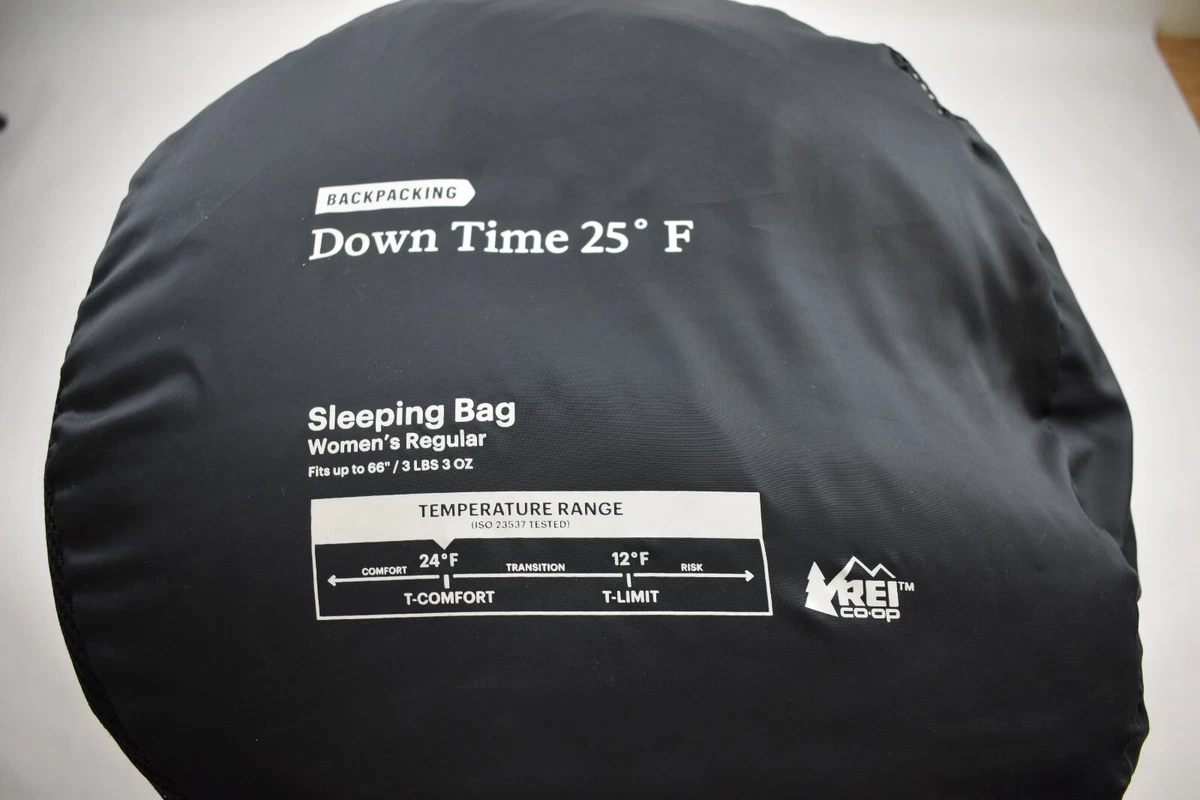 BACKPACKING
Down Time 25° F
Sleeping Bag
Women's Regular
Fits up to 66" / 3 LBS 3 OZ
TEMPERATURE RANGE
(ISO 23537 TESTED)
24°F 12°F
COMFORT TRANSITION RISK
T-COMFORT T-LIMIT
REI™
co·op